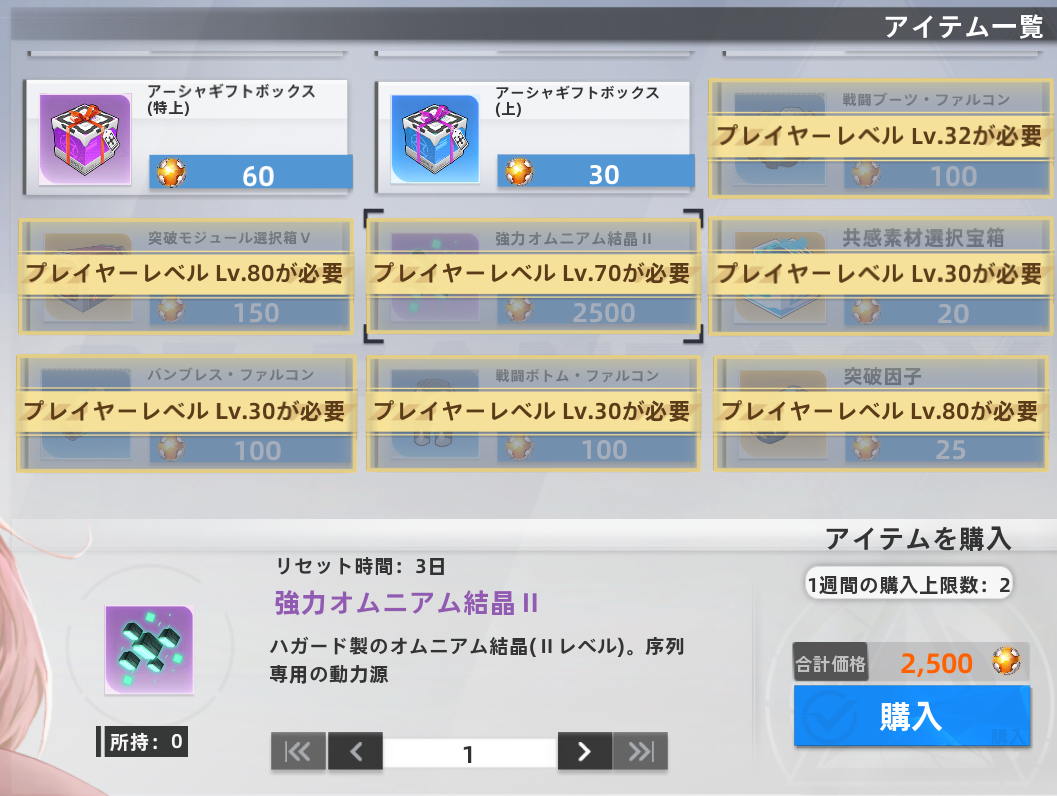 アイテム一覧
アーシャギフトボックス
(特上)
60
アーシャギフトボックス
(上)
30
戦闘ブーツ・ファルコン
プレイヤーレベル Lv.32が必要
100
突破モジュール選択箱Ⅴ
プレイヤーレベル Lv.80が必要
150
強力オムニアム結晶Ⅱ
プレイヤーレベル Lv.70が必要
2500
共感素材選択宝箱
プレイヤーレベル Lv.30が必要
20
バンブレス・ファルコン
プレイヤーレベル Lv.30が必要
100
戦闘ボトム・ファルコン
プレイヤーレベル Lv.30が必要
100
突破因子
プレイヤーレベル Lv.80が必要
25
リセット時間：3日
強力オムニアム結晶Ⅱ
ハガード製のオムニアム結晶(Ⅱレベル)。序列
専用の動力源
所持：0
1
アイテムを購入
1週間の購入上限数：2
合計価格
2,500
購入
購入